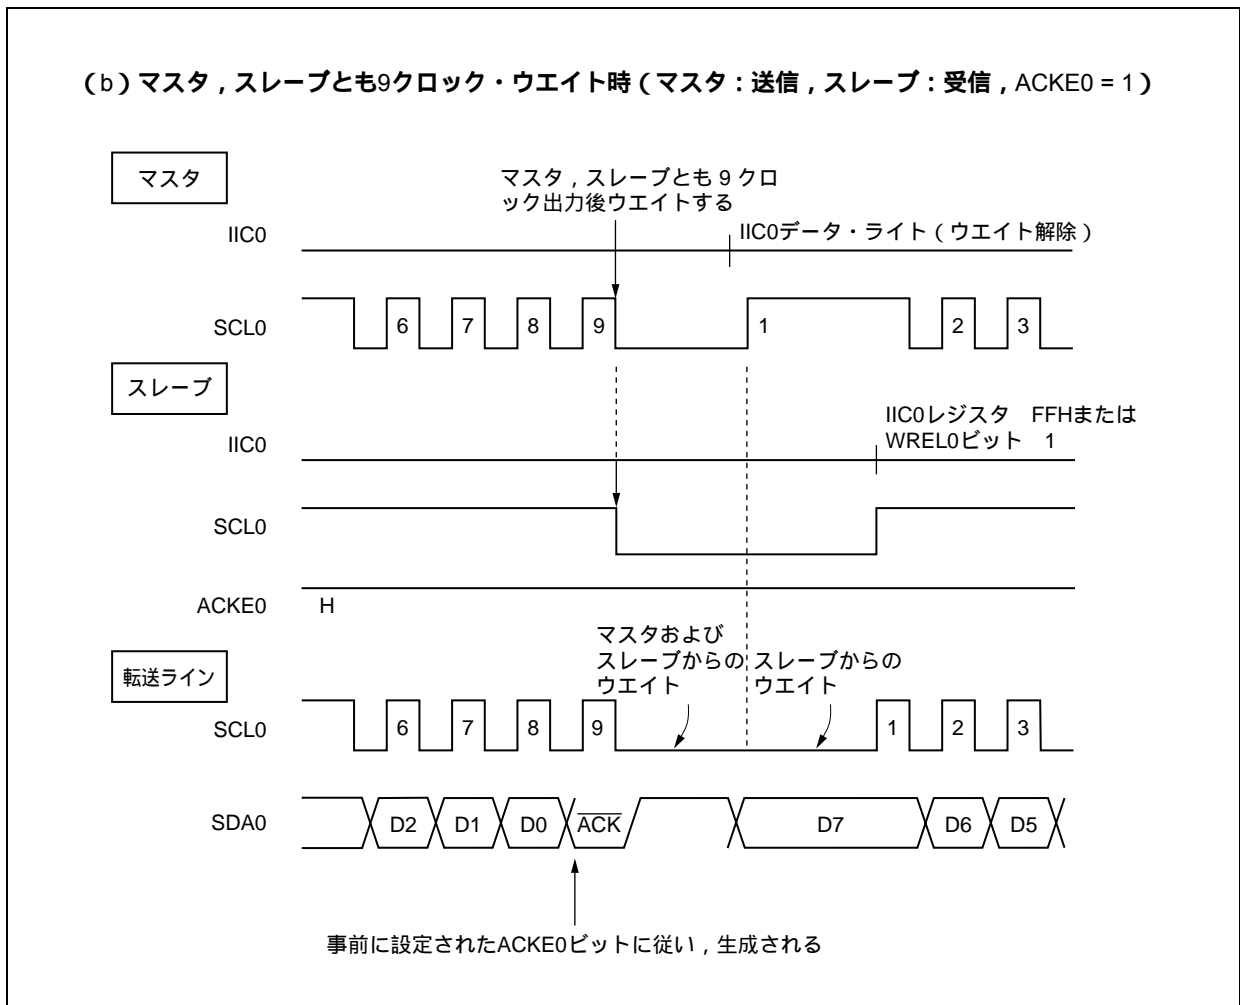 （b）マスタ，スレーブとも9クロック・ウエイト時（マスタ：送信，スレーブ：受信，ACKE0 = 1）
マスタ
マスタ，スレーブとも 9 クロ
ック出力後ウエイトする
IIC0
IIC0データ・ライト（ウエイト解除）
SCL0
6 7 8 9 1 2 3
スレーブ
IIC0レジスタ FFHまたは
WREL0ビット 1
IIC0
SCL0
ACKE0 H
転送ライン
マスタおよび
スレーブからの
ウエイト
スレーブからの
ウエイト
SCL0
6 7 8 9 1 2 3
SDA0
D2 D1 D0 ACK D7 D6 D5
事前に設定されたACKE0ビットに従い，生成される